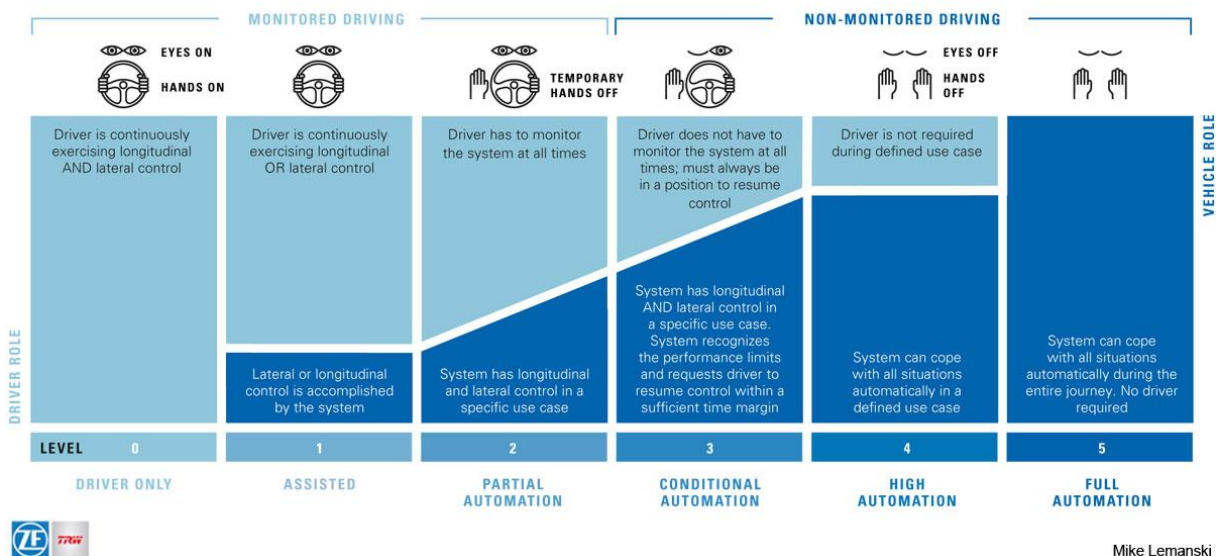 MONITORED DRIVING
NON-MONITORED DRIVING
EYES ON
HANDS ON
TEMPORARY
HANDS OFF
EYES OFF
HANDS
OFF
Driver is continuously
exercising longitudinal
AND lateral control
Driver is continuously
exercising longitudinal
OR lateral control
Driver has to monitor
the system at all times
Driver does not have to
monitor the system at all
times; must always be
in a position to resume
control
Driver is not required
during defined use case
VEHICLE ROLE
DRIVER ROLE
Lateral or longitudinal
control is accomplished
by the system
System has longitudinal
and lateral control in a
specific use case
System has longitudinal
AND lateral control in
a specific use case.
System recognizes
the performance limits
and requests driver to
resume control within a
sufficient time margin
System can cope
with all situations
automatically in a
defined use case
System can cope
with all situations
automatically during the
entire journey. No driver
required
LEVEL 0 1 2 3 4 5
DRIVER ONLY
ASSISTED
PARTIAL
AUTOMATION
CONDITIONAL
AUTOMATION
HIGH
AUTOMATION
FULL
AUTOMATION
ZF TRW
Mike Lemanski